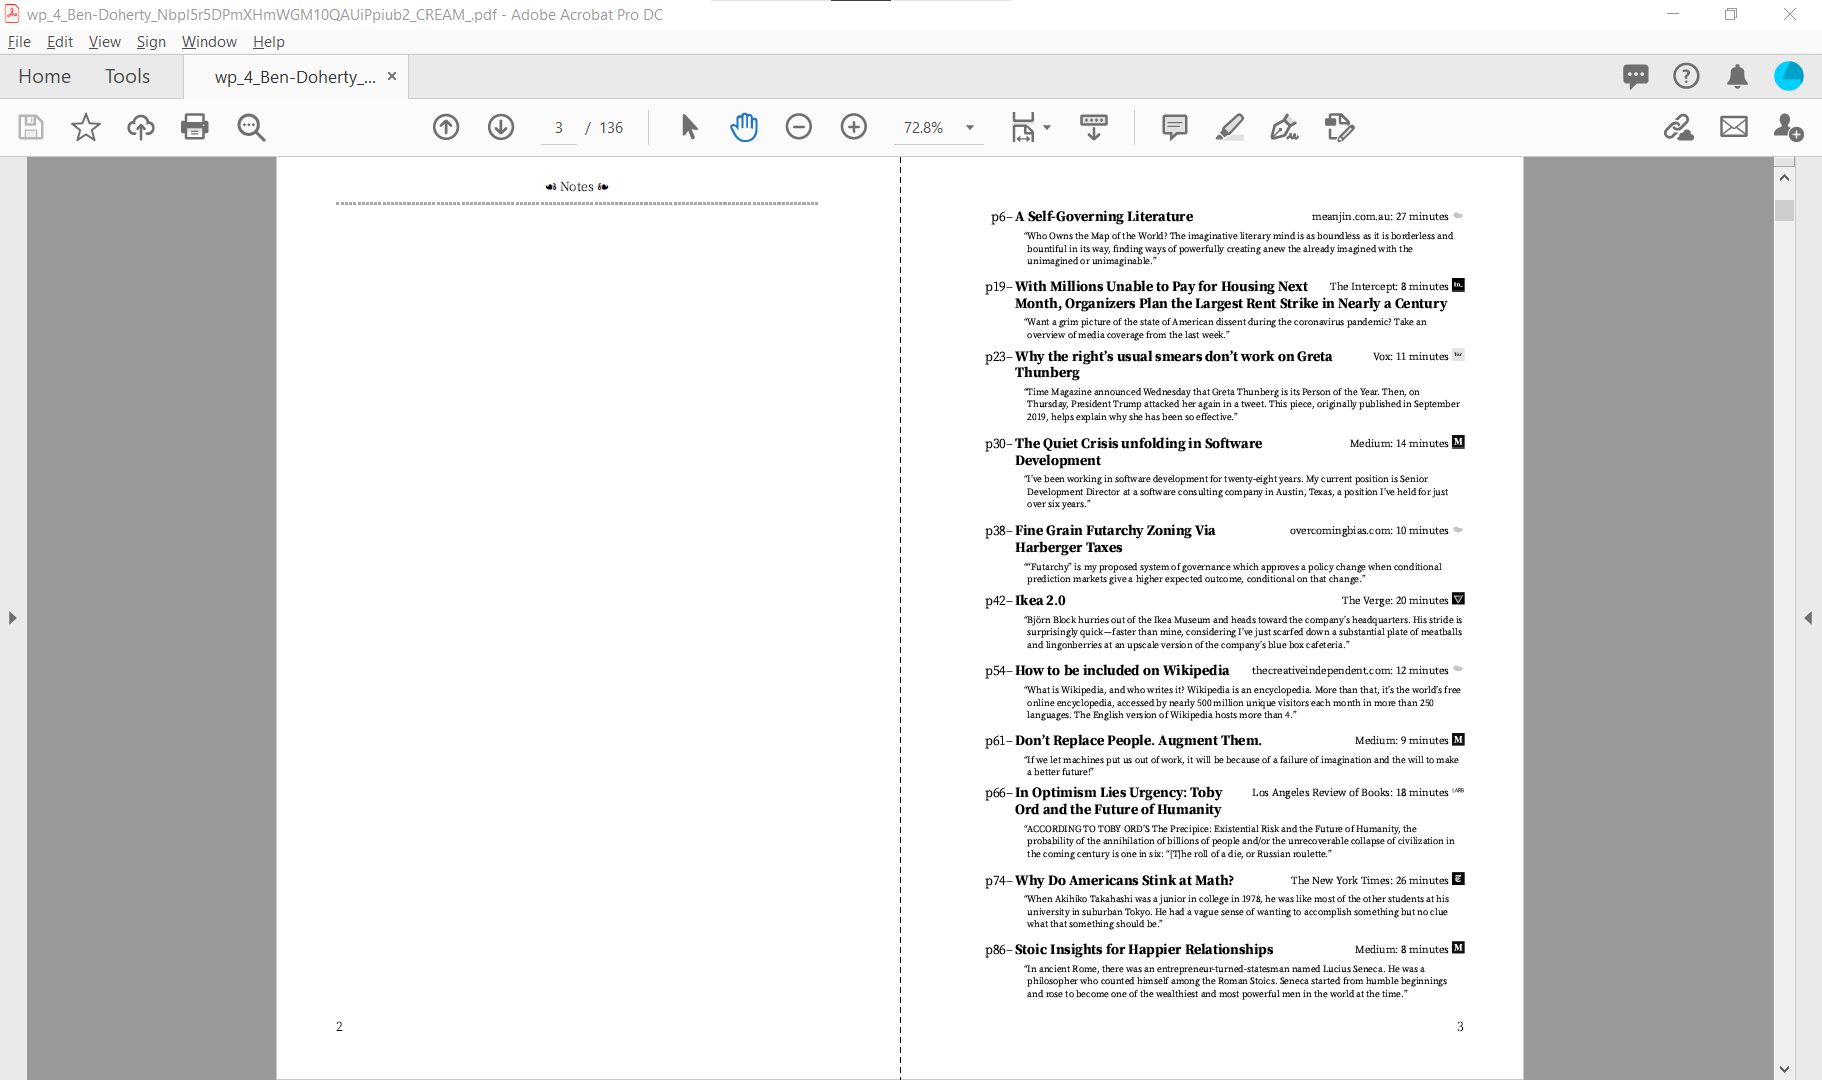 wp_4_Ben-Doherty_NbpI5r5DPmXHmWGM10QAUiPpiub2_CREAM_.pdf - Adobe Acrobat Pro DC
File Edit View Sign Window Help
Home Tools wp_4_Ben-Doherty_... ×
3 / 136 72.8%
Notes
p6– A Self-Governing Literature meanjin.com.au: 27 minutes
“Who Owns the Map of the World? The imaginative literary mind is as boundless as it is borderless and
bountiful in its way, finding ways of powerfully creating anew the already imagined with the
unimagined or unimaginable.”
p19– With Millions Unable to Pay for Housing Next The Intercept: 8 minutes
Month, Organizers Plan the Largest Rent Strike in Nearly a Century
“Want a grim picture of the state of American dissent during the coronavirus pandemic? Take an
overview of media coverage from the last week.”
p23– Why the right’s usual smears don’t work on Greta Vox: 11 minutes
Thunberg
“Time Magazine announced Wednesday that Greta Thunberg is its Person of the Year. Then, on
Thursday, President Trump attacked her again in a tweet. This piece, originally published in September
2019, helps explain why she has been so effective.”
p30– The Quiet Crisis unfolding in Software Medium: 14 minutes M
Development
“I’ve been working in software development for twenty-eight years. My current position is Senior
Development Director at a software consulting company in Austin, Texas, a position I’ve held for just
over six years.”
p38– Fine Grain Futarchy Zoning Via overcomingbias.com: 10 minutes
Harberger Taxes
““Futarchy” is my proposed system of governance which approves a policy change when conditional
prediction markets give a higher expected outcome, conditional on that change.”
p42– Ikea 2.0 The Verge: 20 minutes
“Björn Block hurries out of the Ikea Museum and heads toward the company’s headquarters. His stride is
surprisingly quick—faster than mine, considering I’ve just scarfed down a substantial plate of meatballs
and lingonberries at an upscale version of the company’s blue box cafeteria.”
p54– How to be included on Wikipedia thecreativeindependent.com: 12 minutes
“What is Wikipedia, and who writes it? Wikipedia is an encyclopedia. More than that, it’s the world’s free
online encyclopedia, accessed by nearly 500 million unique visitors each month in more than 250
languages. The English version of Wikipedia hosts more than 4.”
p61– Don’t Replace People. Augment Them. Medium: 9 minutes M
“If we let machines put us out of work, it will be because of a failure of imagination and the will to make
a better future!”
p66– In Optimism Lies Urgency: Toby Los Angeles Review of Books: 18 minutes LARB
Ord and the Future of Humanity
“ACCORDING TO TOBY ORD’S The Precipice: Existential Risk and the Future of Humanity, the
probability of the annihilation of billions of people and/or the unrecoverable collapse of civilization in
the coming century is one in six: “[T]he roll of a die, or Russian roulette.”
p74– Why Do Americans Stink at Math? The New York Times: 26 minutes
“When Akihiko Takahashi was a junior in college in 1978, he was like most of the other students at his
university in suburban Tokyo. He had a vague sense of wanting to accomplish something but no clue
what that something should be.”
p86– Stoic Insights for Happier Relationships Medium: 8 minutes M
“In ancient Rome, there was an entrepreneur-turned-statesman named Lucius Seneca. He was a
philosopher who counted himself among the Roman Stoics. Seneca started from humble beginnings
and rose to become one of the wealthiest and most powerful men in the world at the time.”
2
3